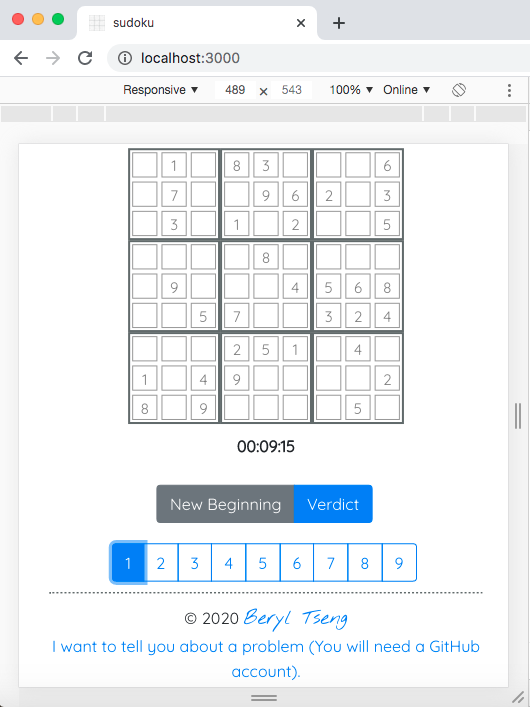 sudoku
localhost:3000
Responsive 489 x 543 100% Online
1 8 3 6
7 9 6 2 3
3 1 2 5
8
9 4 5 6 8
5 7 3 2 4
2 5 1 4
1 4 9 2
8 9 5
00:09:15
New Beginning Verdict
1 2 3 4 5 6 7 8 9
© 2020 Beryl Tseng
I want to tell you about a problem (You will need a GitHub
account).